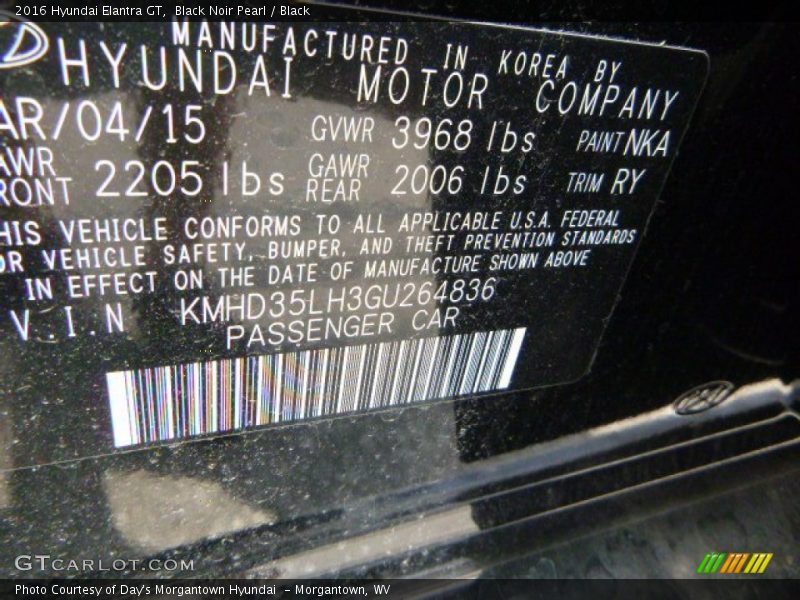 2016 Hyundai Elantra GT, Black Noir Pearl / Black
MANUFACTURED IN KOREA BY
HYUNDAI MOTOR COMPANY
AR/04/15 GVWR 3968 lbs PAINT NKA
AWR FRONT 2205 lbs GAWR REAR 2006 lbs TRIM RY
HIS VEHICLE CONFORMS TO ALL APPLICABLE U.S.A. FEDERAL
OR VEHICLE SAFETY, BUMPER, AND THEFT PREVENTION STANDARDS
IN EFFECT ON THE DATE OF MANUFACTURE SHOWN ABOVE
V.I.N KMHD35LH3GU264836
PASSENGER CAR
GTCARLOT.COM
Photo Courtesy of Day's Morgantown Hyundai - Morgantown, WV